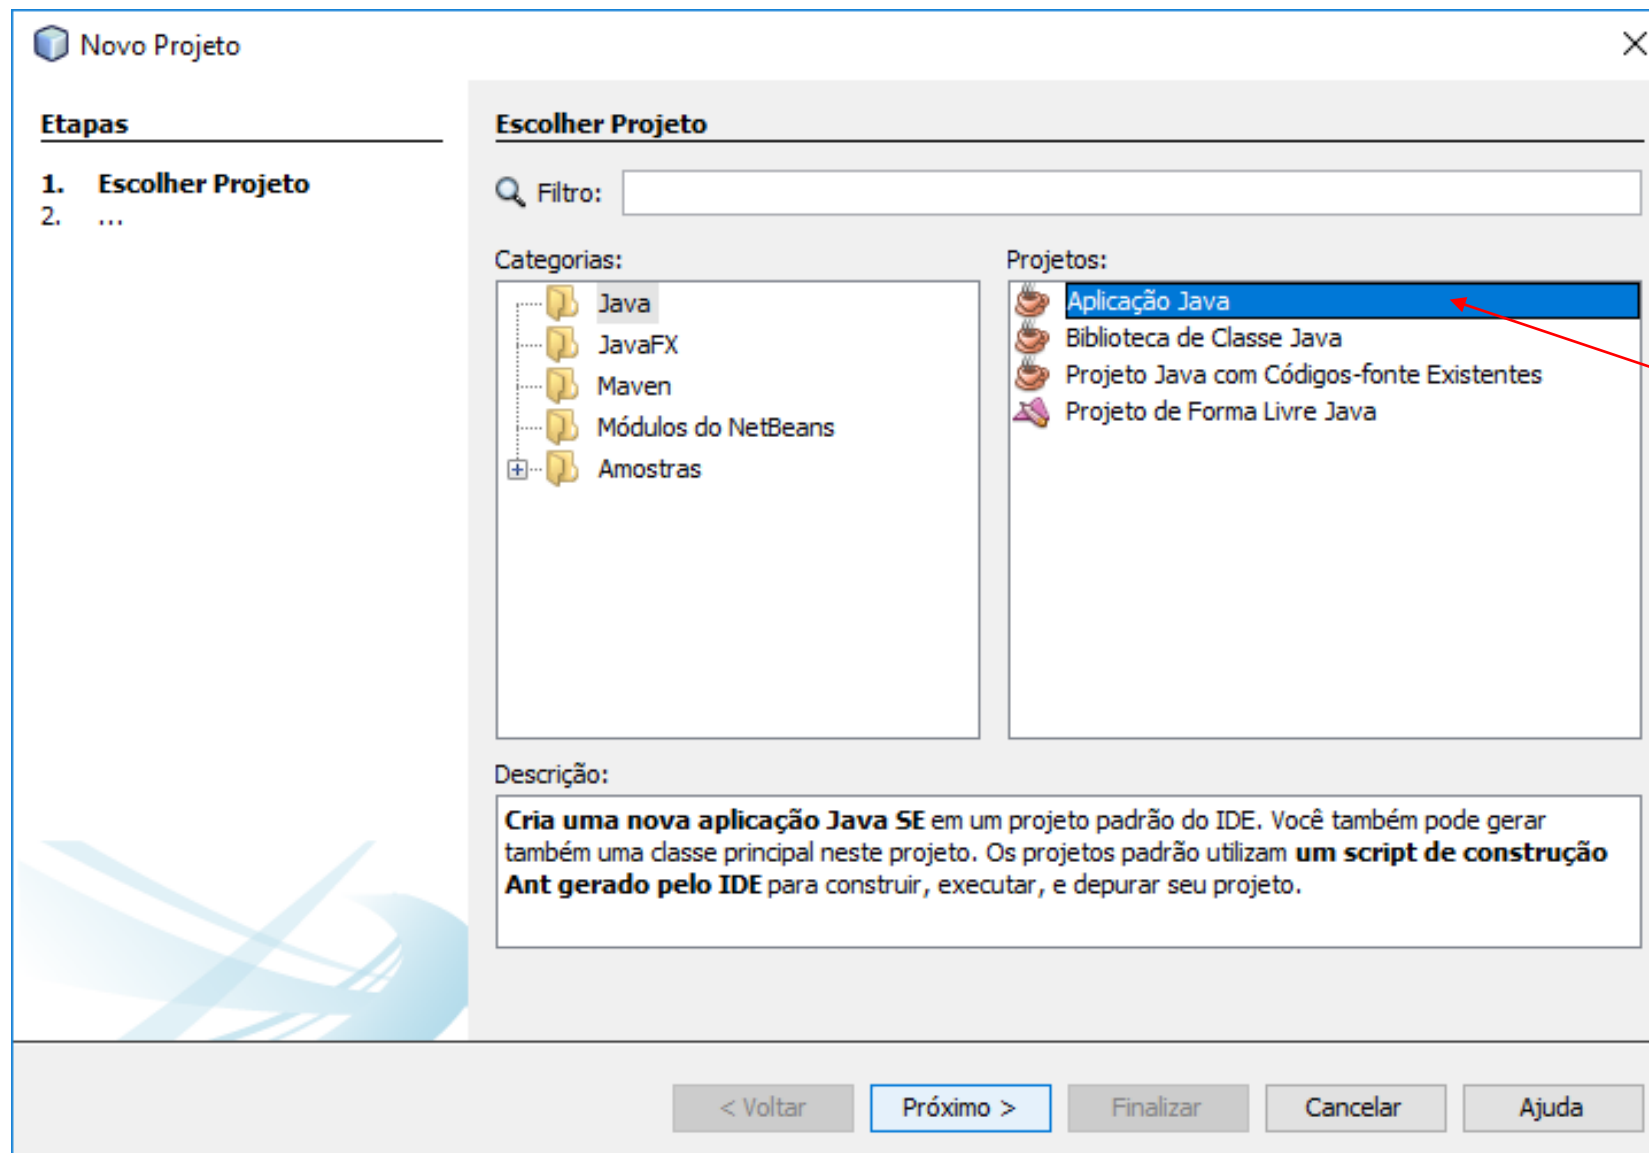 Novo Projeto
Etapas
1. Escolher Projeto
2. ...
Escolher Projeto
Filtro:
Categorias:
Java
JavaFX
Maven
Módulos do NetBeans
Amostras
Projetos:
Aplicação Java
Biblioteca de Classe Java
Projeto Java com Códigos-fonte Existentes
Projeto de Forma Livre Java
Descrição:
Cria uma nova aplicação Java SE em um projeto padrão do IDE. Você também pode gerar
também uma classe principal neste projeto. Os projetos padrão utilizam um script de construção
Ant gerado pelo IDE para construir, executar, e depurar seu projeto.
< Voltar
Próximo >
Finalizar
Cancelar
Ajuda